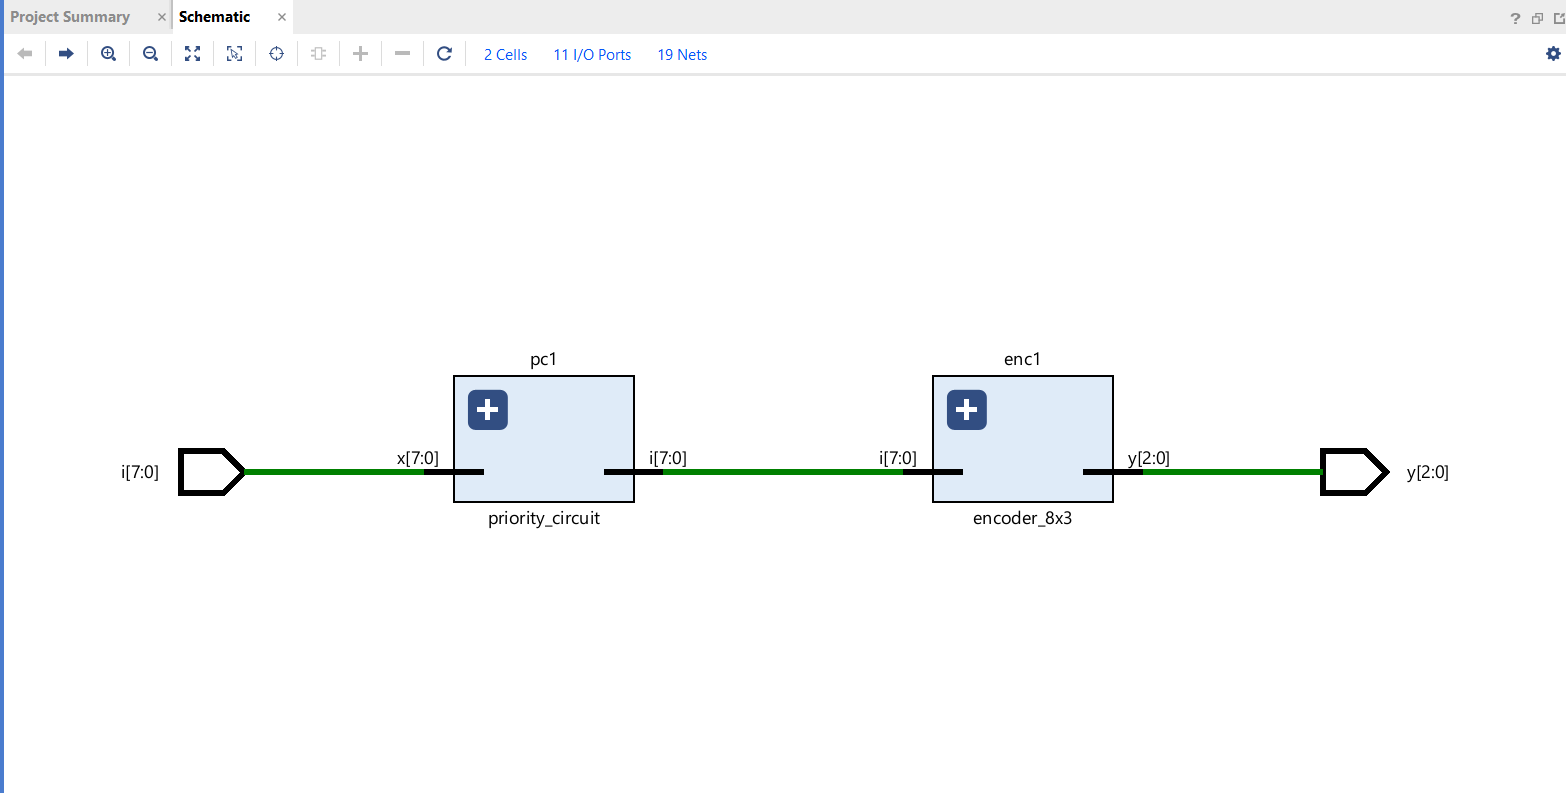 Project Summary × Schematic × ?
2 Cells 11 I/O Ports 19 Nets
pc1 enc1
x[7:0] i[7:0] i[7:0] y[2:0]
i[7:0] y[2:0]
priority_circuit encoder_8x3